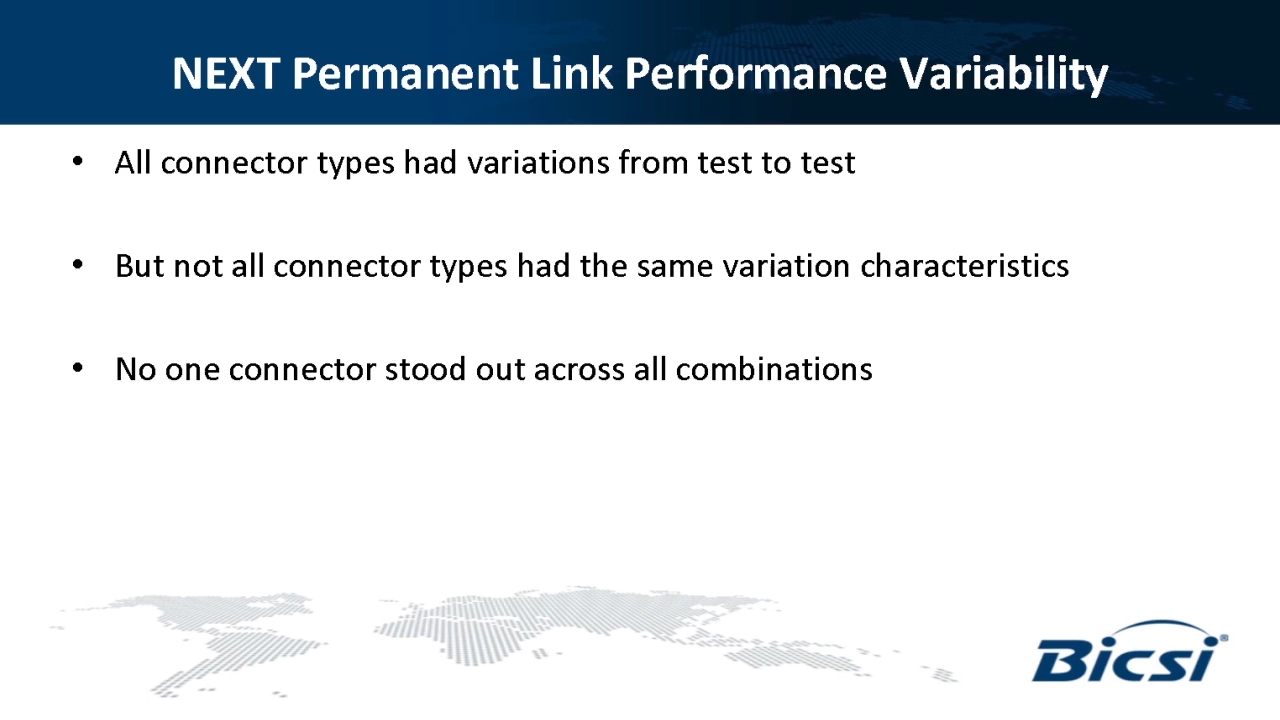 NEXT Permanent Link Performance Variability
• All connector types had variations from test to test
• But not all connector types had the same variation characteristics
• No one connector stood out across all combinations
Bicsi®